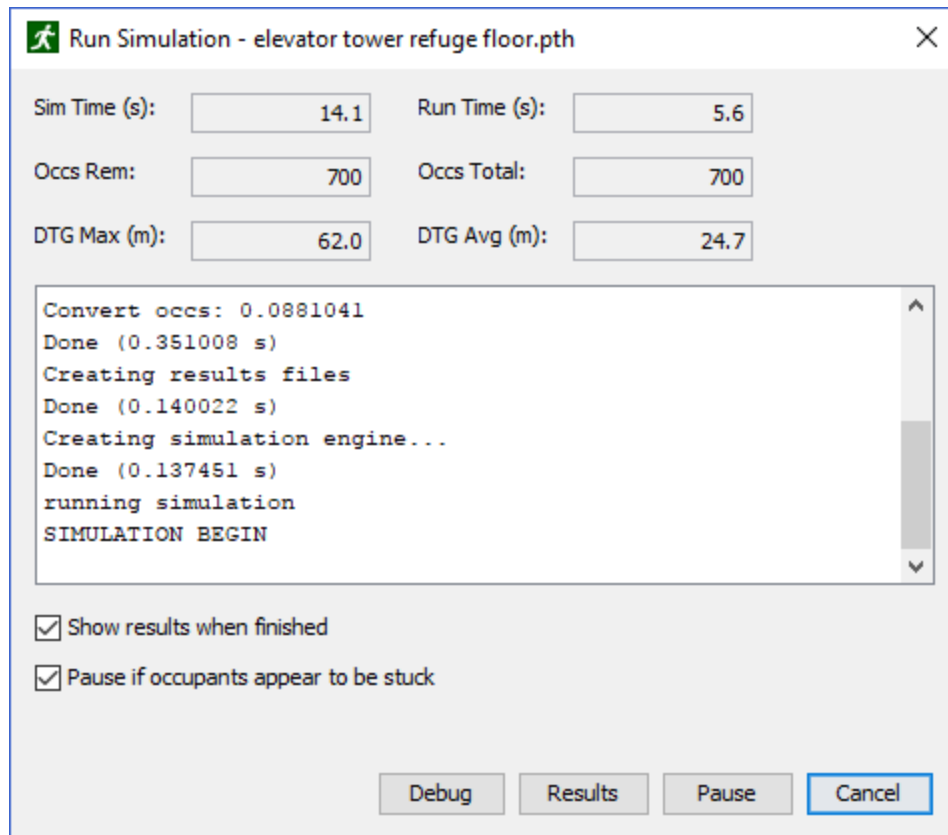 Run Simulation - elevator tower refuge floor.pth
Sim Time (s): 14.1 Run Time (s): 5.6
Occs Rem: 700 Occs Total: 700
DTG Max (m): 62.0 DTG Avg (m): 24.7
Convert occs: 0.0881041
Done (0.351008 s)
Creating results files
Done (0.140022 s)
Creating simulation engine...
Done (0.137451 s)
running simulation
SIMULATION BEGIN
Show results when finished
Pause if occupants appear to be stuck
Debug Results Pause Cancel